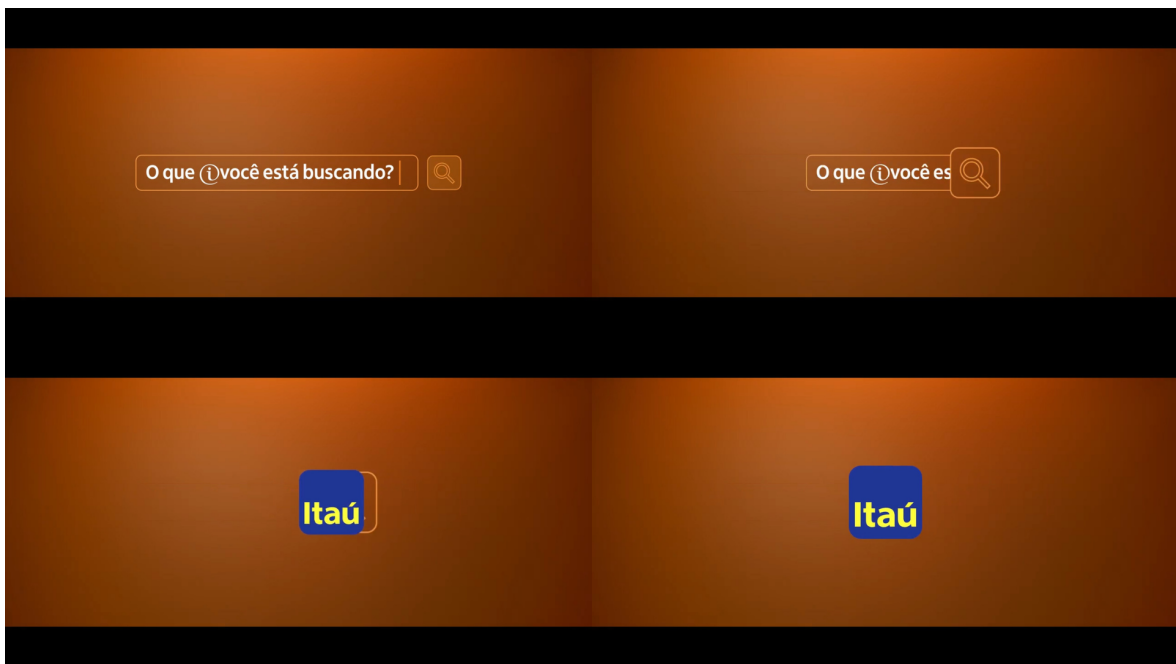 O que ⓘvocê está buscando?
O que ⓘvocê es
Itaú
Itaú